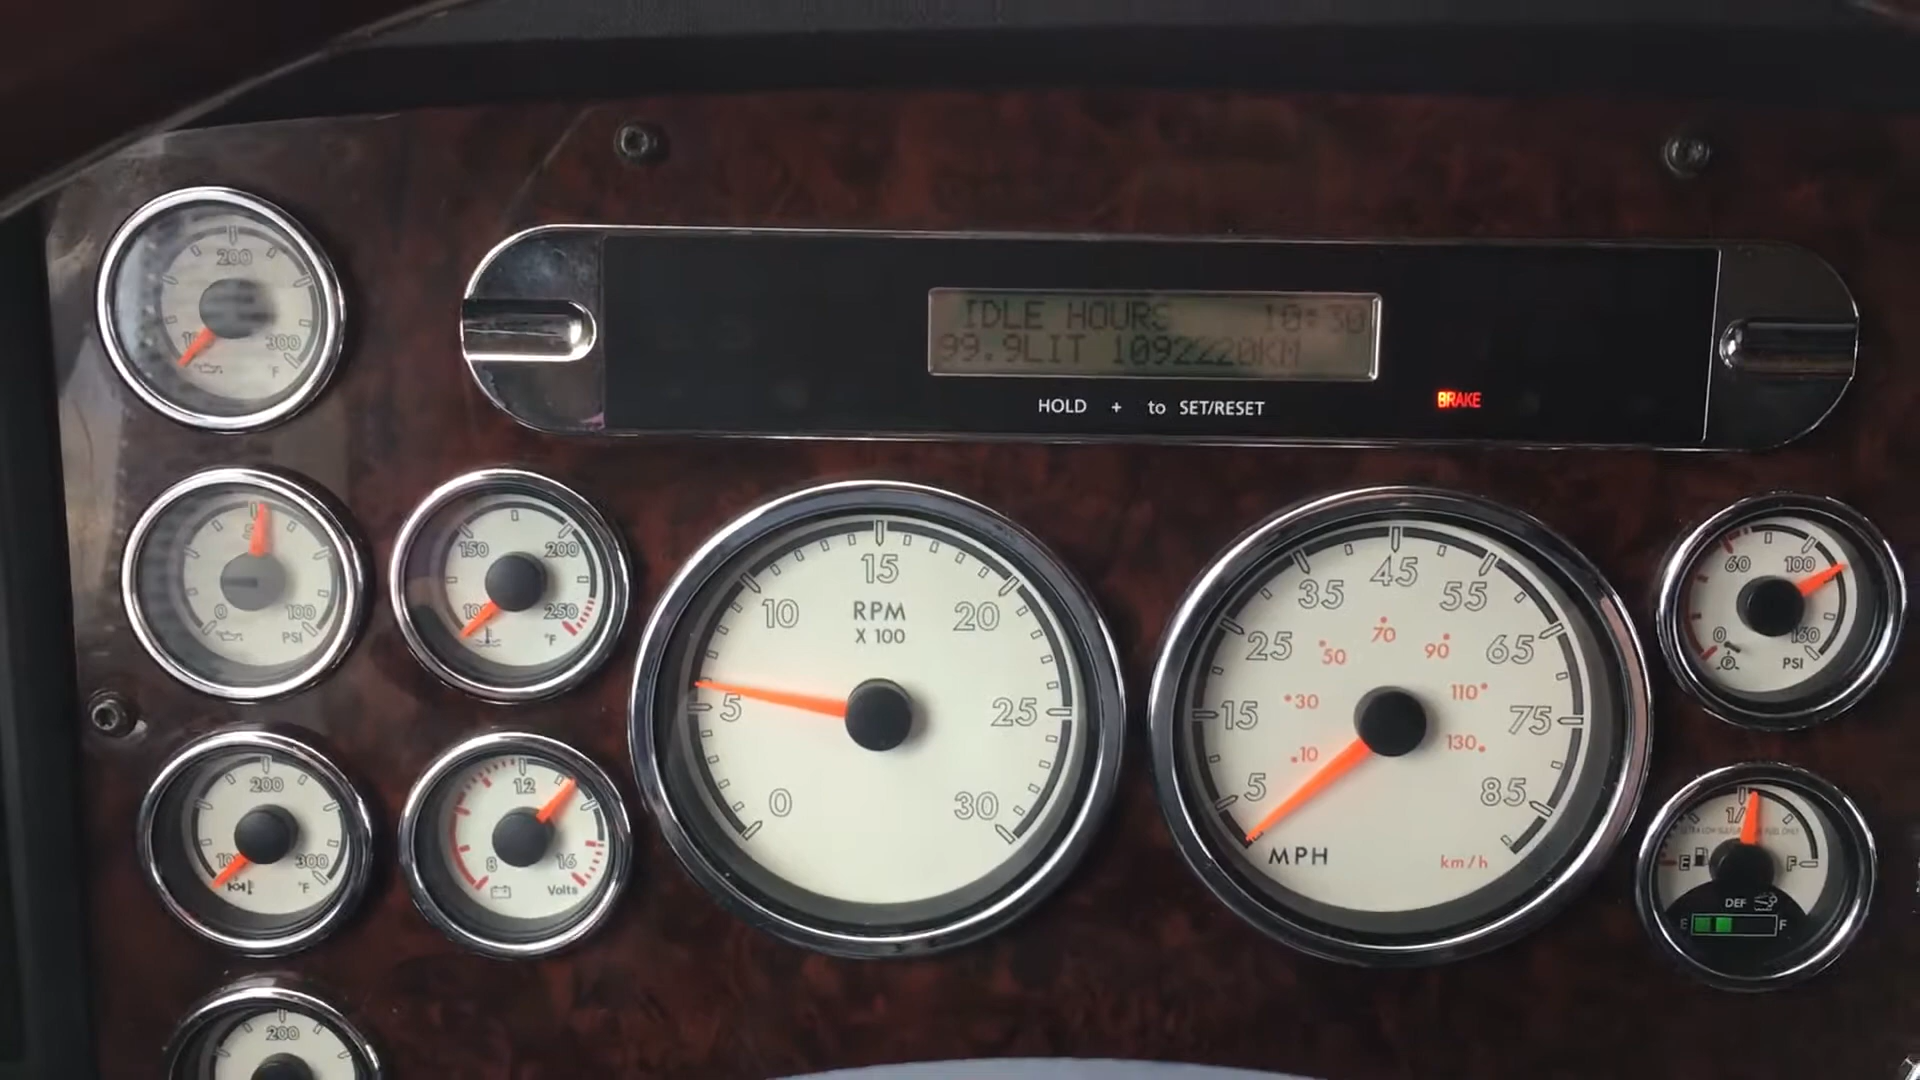 200
300
°F
IDLE HOURS 10:30
99.9LIT 1092220KM
HOLD + to SET/RESET
BRAKE
0
100
PSI
150
200
250
°F
15
10
20
RPM
X 100
5
25
0
30
45
35
55
25
65
15
75
5
85
70
50
90
30
110
10
130
MPH
km/h
60
100
0
160
PSI
200
300
°F
12
8
16
Volts
E
F
DEF
E
F
200